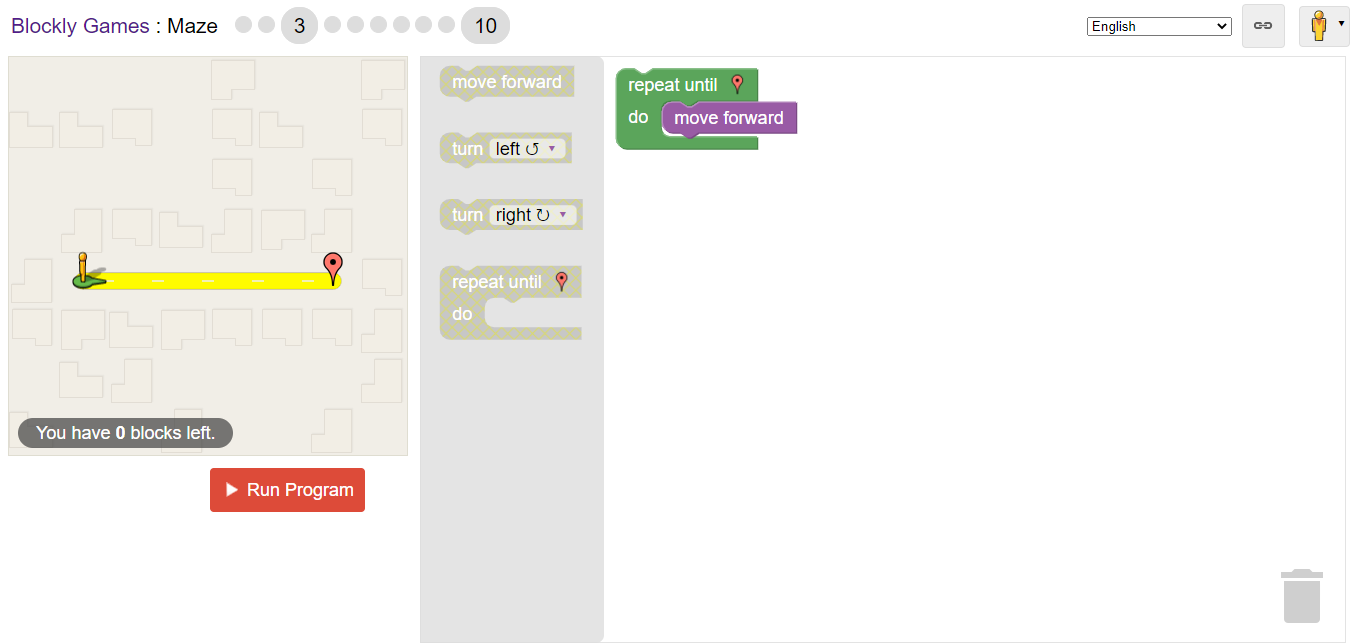 Blockly Games : Maze 3 10
English
move forward
turn left ↺ ▾
turn right ↻ ▾
repeat until
do
repeat until
do move forward
You have 0 blocks left.
Run Program